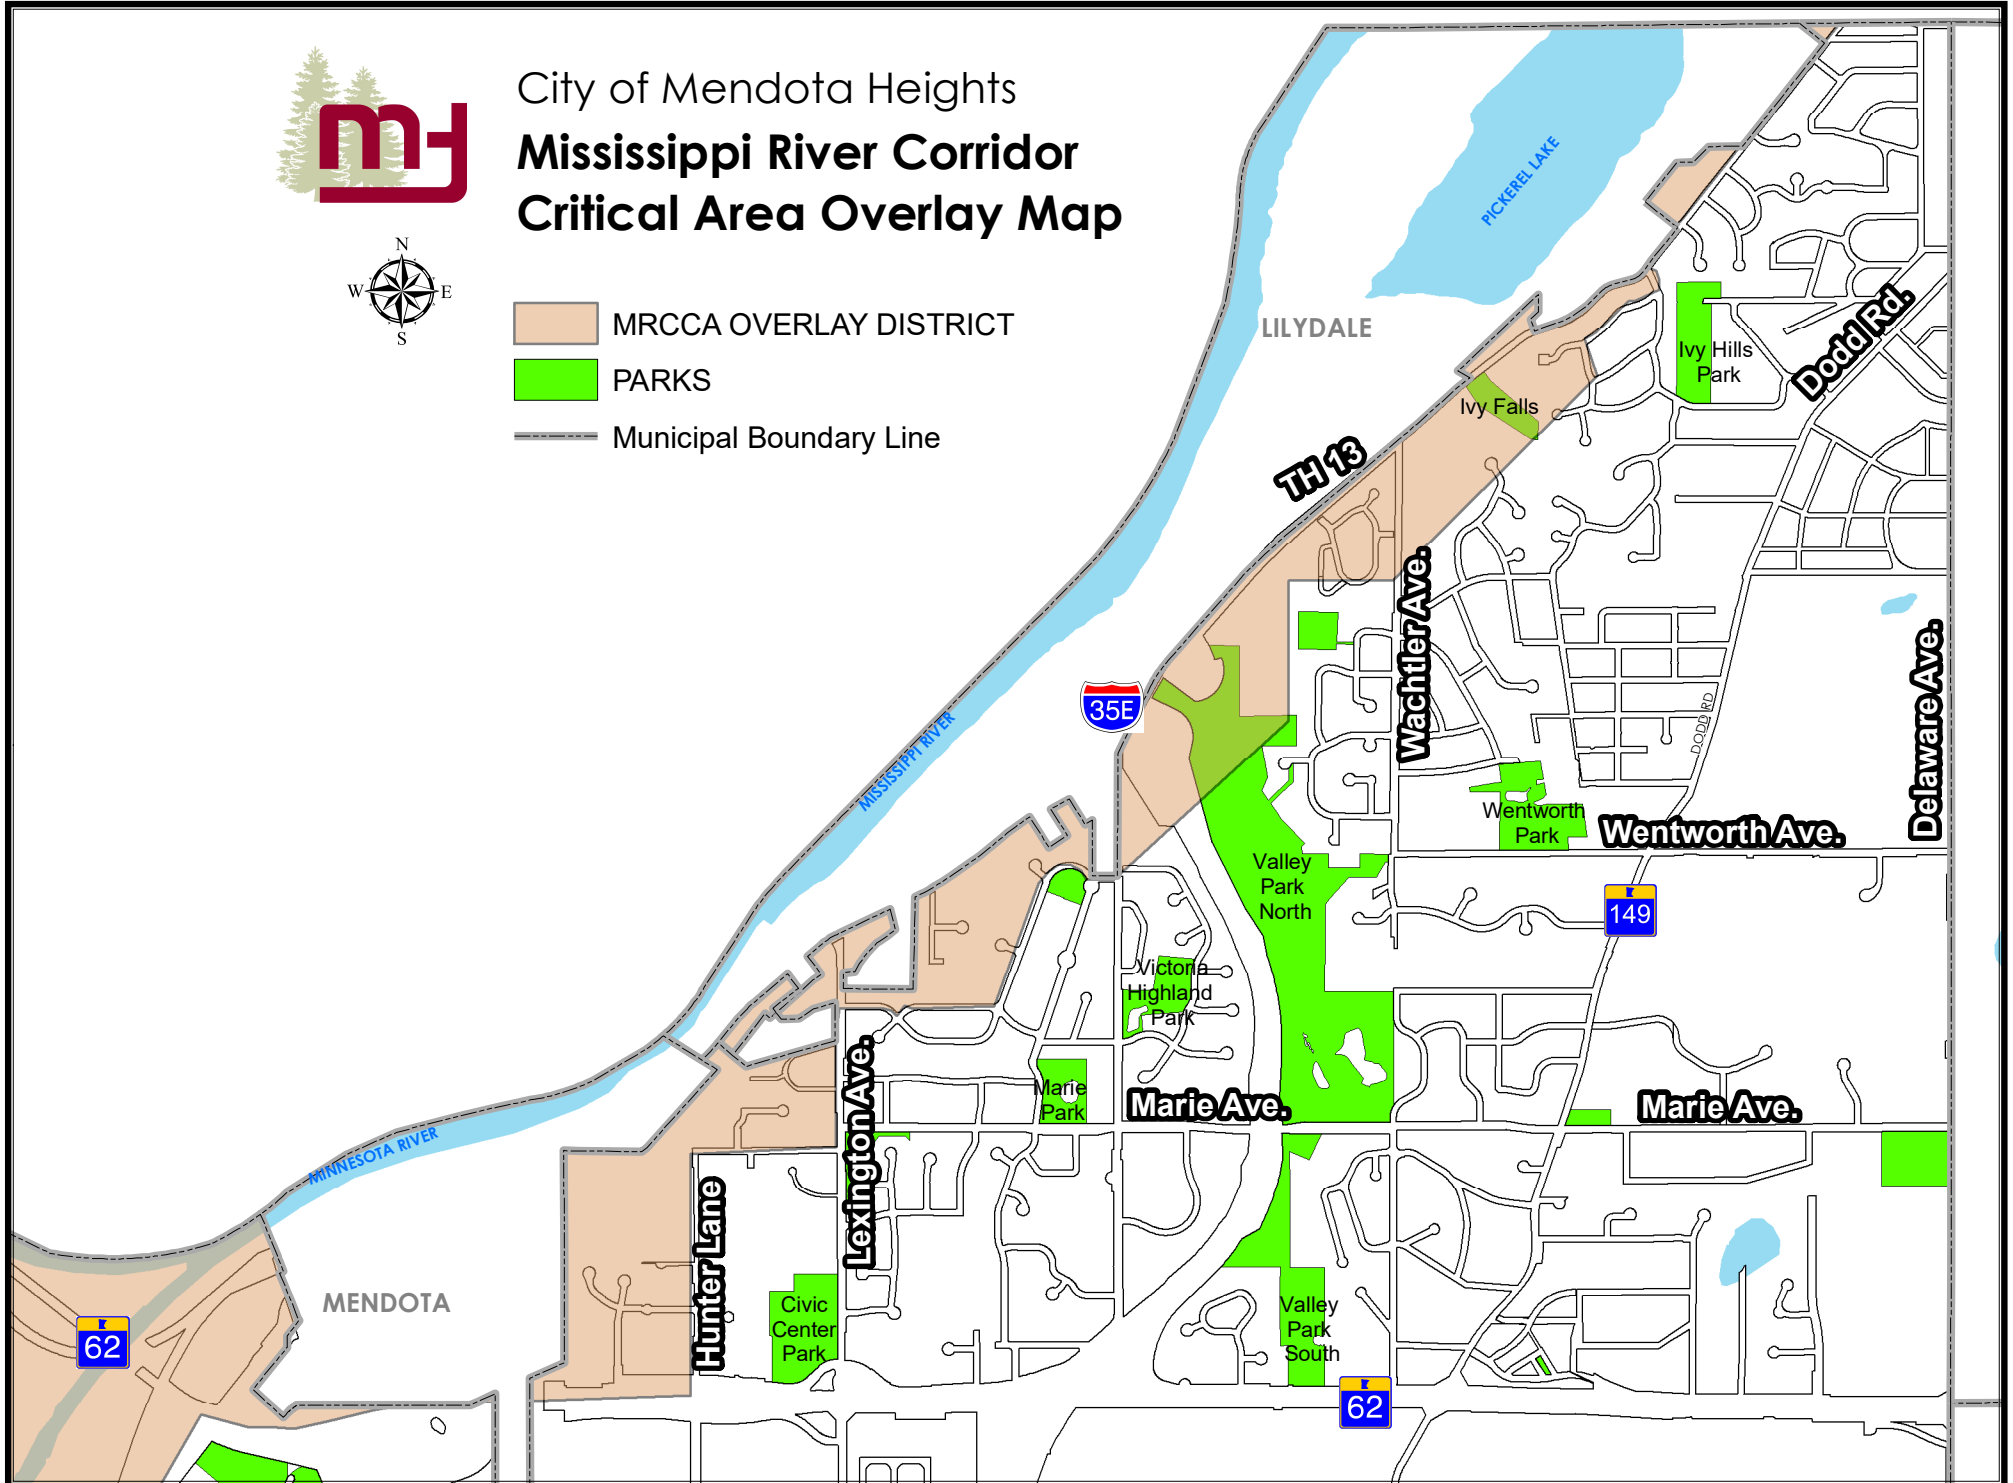 City of Mendota Heights
Mississippi River Corridor
Critical Area Overlay Map
N
W
E
S
MRCCA OVERLAY DISTRICT
PARKS
Municipal Boundary Line
PICKEREL LAKE
LILYDALE
Ivy Hills
Park
Dodd Rd.
Ivy Falls
TH 13
Wachtler Ave.
Delaware Ave.
35E
DODD RD
MISSISSIPPI RIVER
Wentworth
Park
Wentworth Ave.
Valley
Park
North
149
Victoria
Highland
Park
Lexington Ave.
Marie
Park
Marie Ave.
Marie Ave.
MINNESOTA RIVER
Hunter Lane
MENDOTA
Civic
Center
Park
Valley
Park
South
62
62